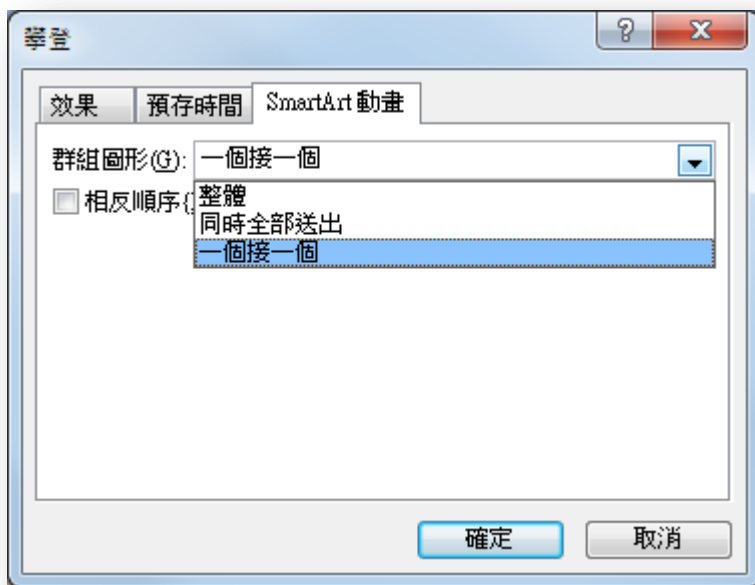 攀登
效果 預存時間 SmartArt 動畫
群組圖形(G): 一個接一個
相反順序(
整體
同時全部送出
一個接一個
確定 取消